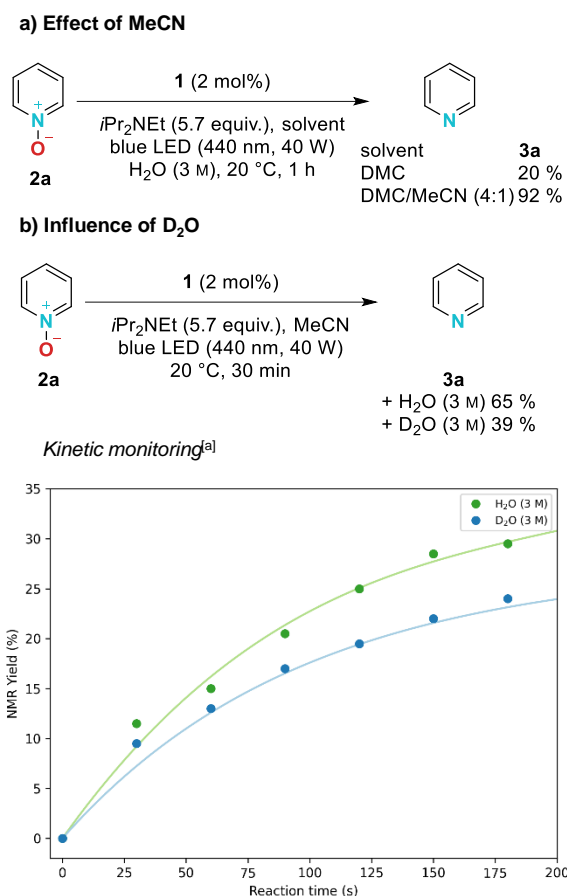 a) Effect of MeCN
1 (2 mol%)
iPr₂NEt (5.7 equiv.), solvent
blue LED (440 nm, 40 W)
H₂O (3 M), 20 °C, 1 h
N
+
O
−
2a
N
solvent 3a
DMC 20 %
DMC/MeCN (4:1) 92 %
b) Influence of D₂O
1 (2 mol%)
iPr₂NEt (5.7 equiv.), MeCN
blue LED (440 nm, 40 W)
20 °C, 30 min
N
+
O
−
2a
N
3a
+ H₂O (3 M) 65 %
+ D₂O (3 M) 39 %
Kinetic monitoring[a]
H₂O (3 M)
D₂O (3 M)
NMR Yield (%)
35
30
25
20
15
10
5
0
0 25 50 75 100 125 150 175 200
Reaction time (s)